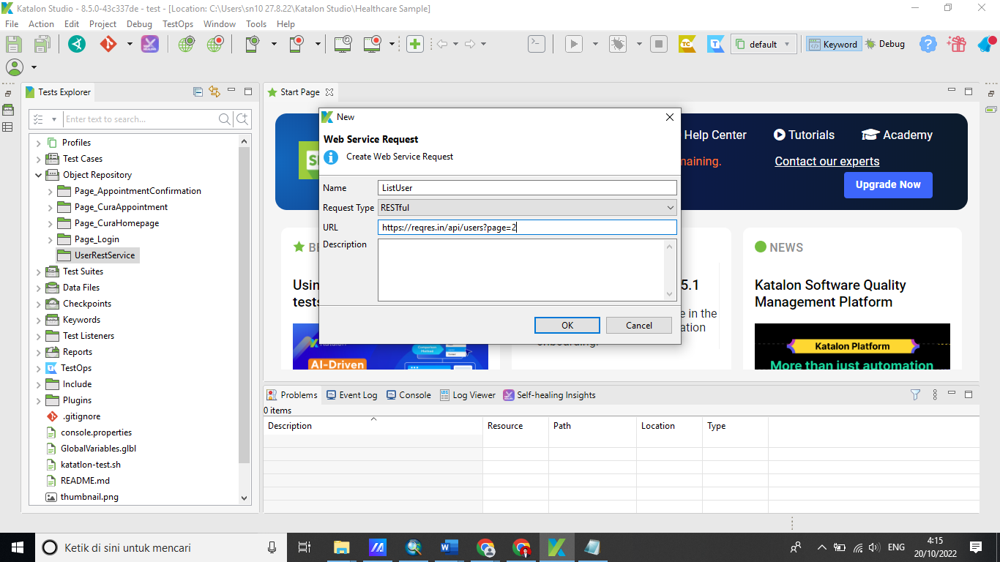 Katalon Studio - 8.5.0-43c337de - test - [Location: C:\Users\sn10 27.8.22\Katalon Studio\Healthcare Sample]
File Action Edit Project Debug TestOps Window Tools Help
default Keyword Debug
Tests Explorer
Enter text to search...
Profiles
Test Cases
Object Repository
Page_AppointmentConfirmation
Page_CuraAppointment
Page_CuraHomepage
Page_Login
UserRestService
Test Suites
Data Files
Checkpoints
Keywords
Test Listeners
Reports
TestOps
Include
Plugins
.gitignore
console.properties
GlobalVariables.glbl
katatlon-test.sh
README.md
thumbnail.png
Start Page
Help Center Tutorials Academy
Contact our experts
Upgrade Now
New
Web Service Request
Create Web Service Request
Name ListUser
Request Type RESTful
URL https://reqres.in/api/users?page=2
Description
OK Cancel
5.1
e in the
NEWS
Katalon Software Quality
Management Platform
Katalon Platform
More than just automation
AI-Driven
Problems Event Log Console Log Viewer Self-healing Insights
0 items
Description Resource Path Location Type
Ketik di sini untuk mencari
ENG
4:15
20/10/2022